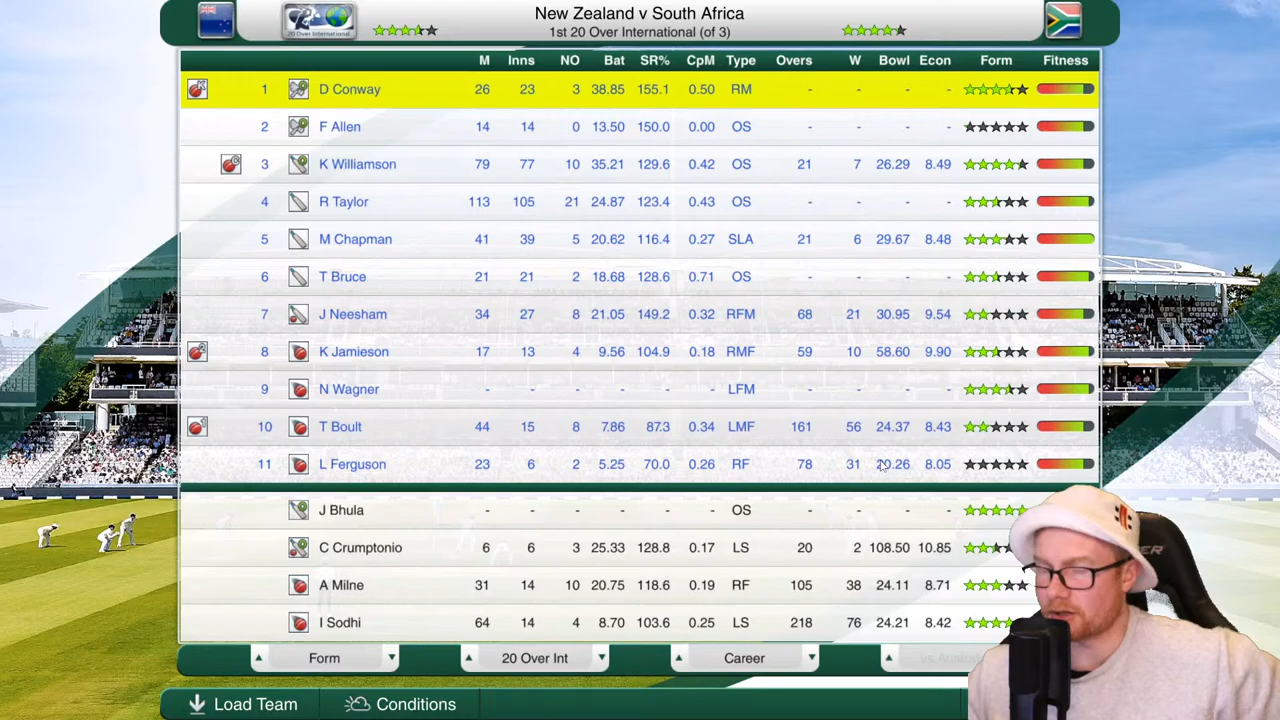 New Zealand v South Africa
20 Over International
1st 20 Over International (of 3)
M Inns NO Bat SR% CpM Type Overs W Bowl Econ Form Fitness
1 D Conway 26 23 3 38.85 155.1 0.50 RM - - - -
2 F Allen 14 14 0 13.50 150.0 0.00 OS - - - -
3 K Williamson 79 77 10 35.21 129.6 0.42 OS 21 7 26.29 8.49
4 R Taylor 113 105 21 24.87 123.4 0.43 OS - - - -
5 M Chapman 41 39 5 20.62 116.4 0.27 SLA 21 6 29.67 8.48
6 T Bruce 21 21 2 18.68 128.6 0.71 OS - - - -
7 J Neesham 34 27 8 21.05 149.2 0.32 RFM 68 21 30.95 9.54
8 K Jamieson 17 13 4 9.56 104.9 0.18 RMF 59 10 58.60 9.90
9 N Wagner - - - - - - LFM - - - -
10 T Boult 44 15 8 7.86 87.3 0.34 LMF 161 56 24.37 8.43
11 L Ferguson 23 6 2 5.25 70.0 0.26 RF 78 31 20.26 8.05
J Bhula - - - - - - OS - - - -
C Crumptonio 6 6 3 25.33 128.8 0.17 LS 20 2 108.50 10.85
A Milne 31 14 10 20.75 118.6 0.19 RF 105 38 24.11 8.71
I Sodhi 64 14 4 8.70 103.6 0.25 LS 218 76 24.21 8.42
Form 20 Over Int Career vs Australia
Load Team Conditions